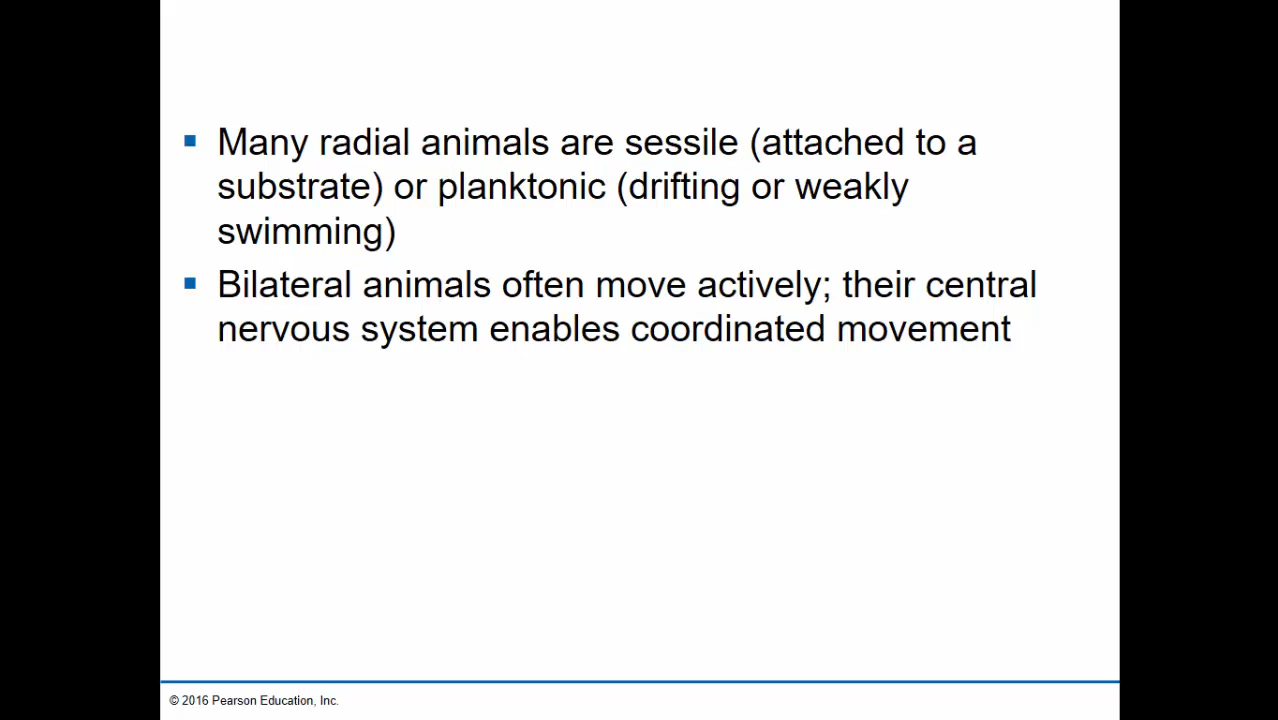 Many radial animals are sessile (attached to a
substrate) or planktonic (drifting or weakly
swimming)
Bilateral animals often move actively; their central
nervous system enables coordinated movement
© 2016 Pearson Education, Inc.